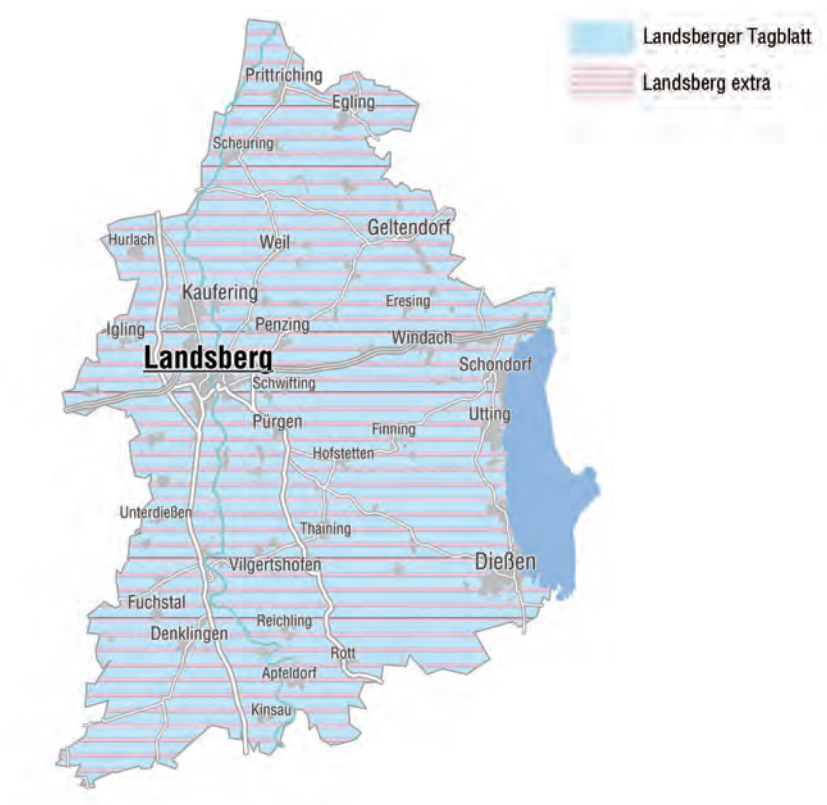 Landsberger Tagblatt
Landsberg extra
Prittriching
Egling
Scheuring
Geltendorf
Hurlach
Weil
Kaufering
Eresing
Igling
Penzing
Windach
Landsberg
Schondorf
Schwifting
Utting
Pürgen
Finning
Hofstetten
Unterdießen
Thaining
Dießen
Vilgertshofen
Fuchstal
Reichling
Denklingen
Rott
Apfeldorf
Kinsau